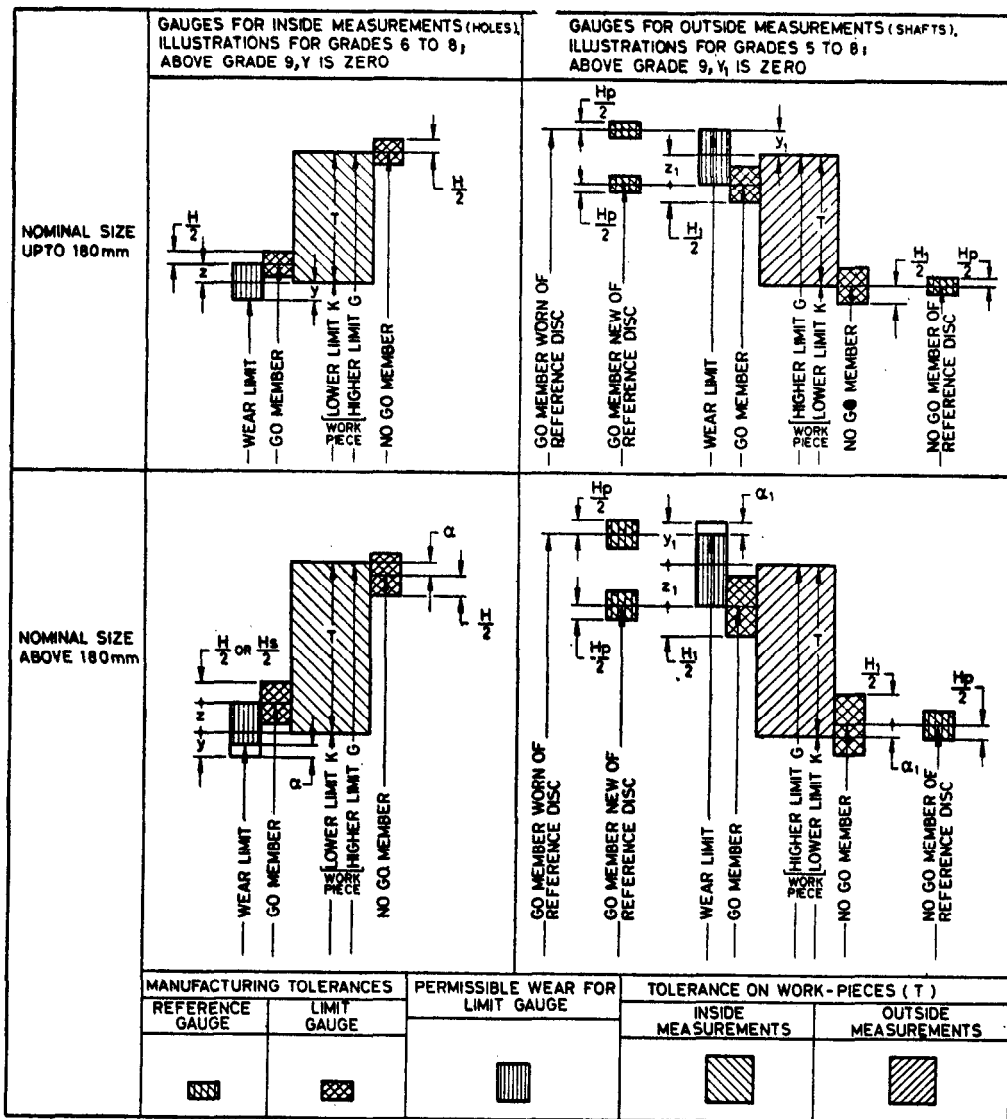 GAUGES FOR INSIDE MEASUREMENTS (HOLES),
ILLUSTRATIONS FOR GRADES 6 TO 8;
ABOVE GRADE 9, Y IS ZERO
GAUGES FOR OUTSIDE MEASUREMENTS (SHAFTS),
ILLUSTRATIONS FOR GRADES 5 TO 8;
ABOVE GRADE 9, Y1 IS ZERO
NOMINAL SIZE
UPTO 180mm
H/2
z
y
T
H/2
WEAR LIMIT
GO MEMBER
WORK PIECE
LOWER LIMIT K
HIGHER LIMIT G
NO GO MEMBER
Hp/2
Hp/2
y1
z1
H1/2
T
H1/2
Hp/2
GO MEMBER WORN OF
REFERENCE DISC
GO MEMBER NEW OF
REFERENCE DISC
WEAR LIMIT
GO MEMBER
WORK PIECE
HIGHER LIMIT G
LOWER LIMIT K
NO GO MEMBER
NO GO MEMBER OF
REFERENCE DISC
NOMINAL SIZE
ABOVE 180mm
H/2 OR Hs/2
z
y
α
T
α
H/2
WEAR LIMIT
GO MEMBER
WORK PIECE
LOWER LIMIT K
HIGHER LIMIT G
NO GO MEMBER
Hp/2
Hp/2
α1
y1
z1
H1/2
T
H1/2
α1
Hp/2
GO MEMBER WORN OF
REFERENCE DISC
GO MEMBER NEW OF
REFERENCE DISC
WEAR LIMIT
GO MEMBER
WORK PIECE
HIGHER LIMIT G
LOWER LIMIT K
NO GO MEMBER
NO GO MEMBER OF
REFERENCE DISC
MANUFACTURING TOLERANCES
REFERENCE
GAUGE
LIMIT
GAUGE
PERMISSIBLE WEAR FOR
LIMIT GAUGE
TOLERANCE ON WORK-PIECES (T)
INSIDE
MEASUREMENTS
OUTSIDE
MEASUREMENTS